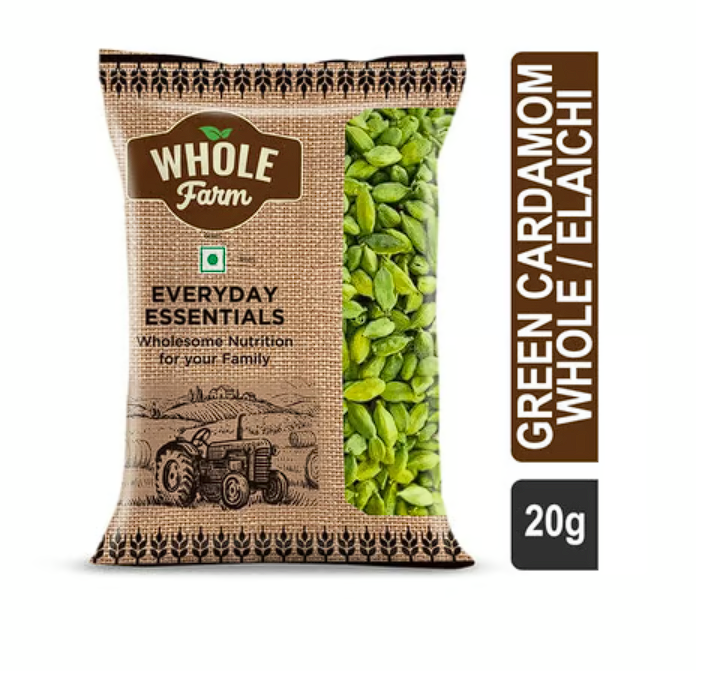 WHOLE
Farm
EVERYDAY
ESSENTIALS
Wholesome Nutrition
for your Family
GREEN CARDAMOM
WHOLE / ELAICHI
20g